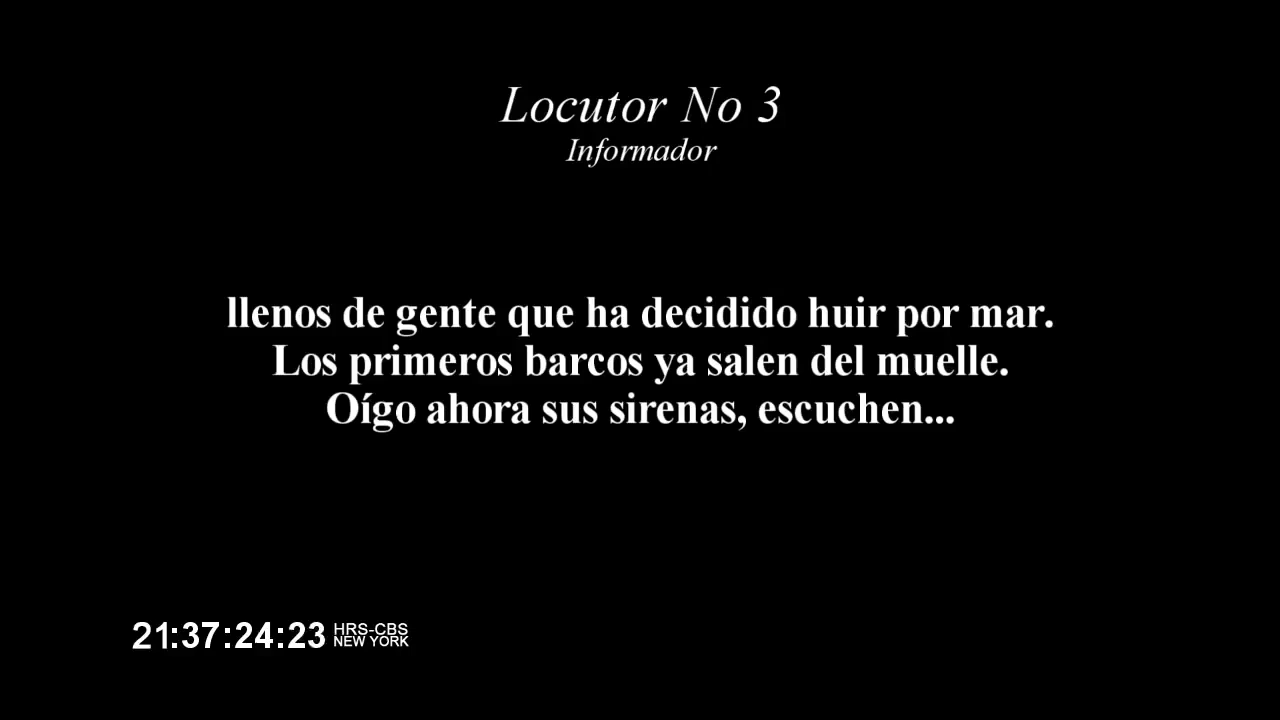 Locutor No 3
Informador
llenos de gente que ha decidido huir por mar.
Los primeros barcos ya salen del muelle.
Oígo ahora sus sirenas, escuchen...
21:37:24:23 HRS-CBS
NEW YORK